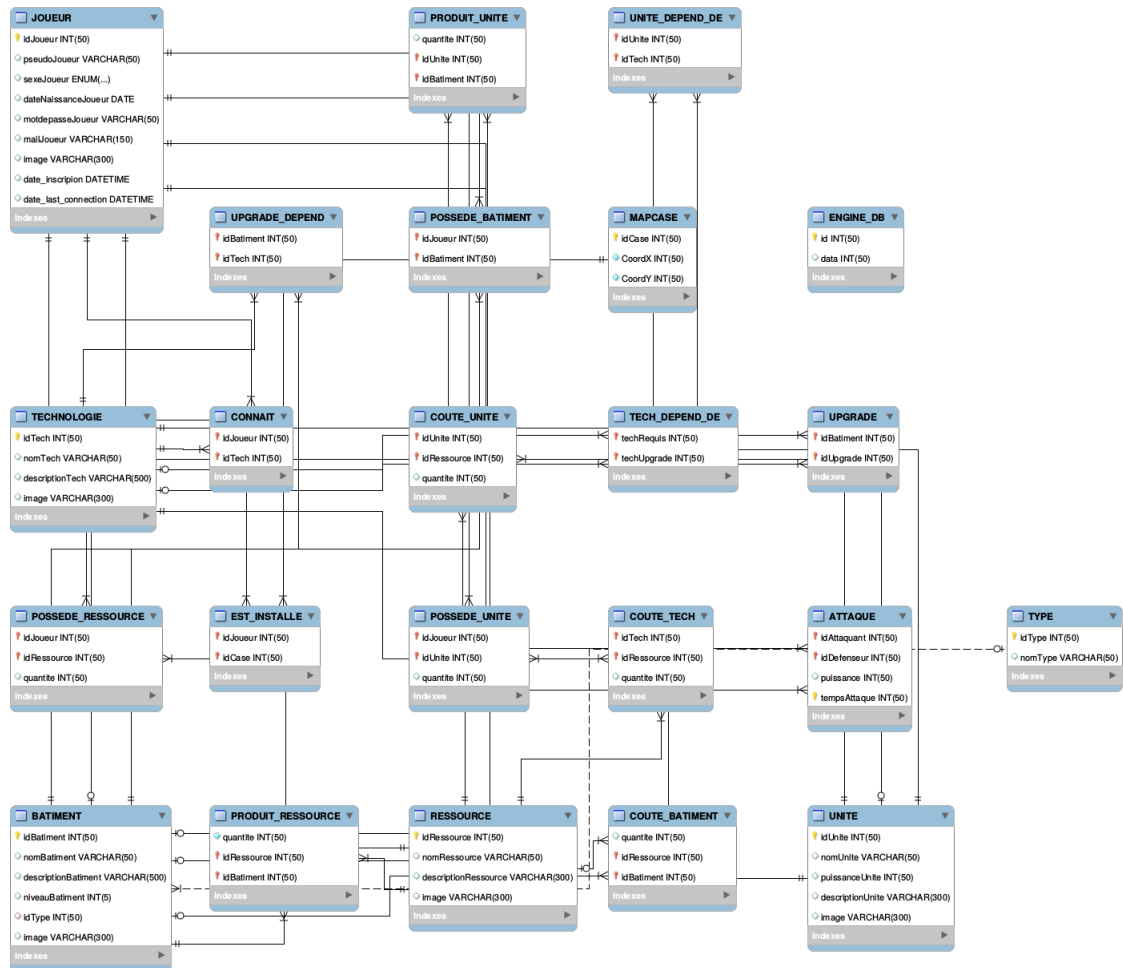 JOUEUR
idJoueur INT(50)
pseudoJoueur VARCHAR(50)
sexeJoueur ENUM(...)
dateNaissanceJoueur DATE
motdepasseJoueur VARCHAR(50)
mailJoueur VARCHAR(150)
image VARCHAR(300)
date_inscripion DATETIME
date_last_connection DATETIME
Indexes
PRODUIT_UNITE
quantite INT(50)
idUnite INT(50)
idBatiment INT(50)
Indexes
UNITE_DEPEND_DE
idUnite INT(50)
idTech INT(50)
Indexes
UPGRADE_DEPEND
idBatiment INT(50)
idTech INT(50)
Indexes
POSSEDE_BATIMENT
idJoueur INT(50)
idBatiment INT(50)
Indexes
MAPCASE
idCase INT(50)
CoordX INT(50)
CoordY INT(50)
Indexes
ENGINE_DB
id INT(50)
data INT(50)
Indexes
TECHNOLOGIE
idTech INT(50)
nomTech VARCHAR(50)
descriptionTech VARCHAR(500)
image VARCHAR(300)
Indexes
CONNAIT
idJoueur INT(50)
idTech INT(50)
Indexes
COUTE_UNITE
idUnite INT(50)
idRessource INT(50)
quantite INT(50)
Indexes
TECH_DEPEND_DE
techRequis INT(50)
techUpgrade INT(50)
Indexes
UPGRADE
idBatiment INT(50)
idUpgrade INT(50)
Indexes
POSSEDE_RESSOURCE
idJoueur INT(50)
idRessource INT(50)
quantite INT(50)
Indexes
EST_INSTALLE
idJoueur INT(50)
idCase INT(50)
Indexes
POSSEDE_UNITE
idJoueur INT(50)
idUnite INT(50)
quantite INT(50)
Indexes
COUTE_TECH
idTech INT(50)
idRessource INT(50)
quantite INT(50)
Indexes
ATTAQUE
idAttaquant INT(50)
idDefenseur INT(50)
puissance INT(50)
tempsAttaque INT(50)
Indexes
TYPE
idType INT(50)
nomType VARCHAR(50)
Indexes
BATIMENT
idBatiment INT(50)
nomBatiment VARCHAR(50)
descriptionBatiment VARCHAR(500)
niveauBatiment INT(5)
idType INT(50)
image VARCHAR(300)
Indexes
PRODUIT_RESSOURCE
quantite INT(50)
idRessource INT(50)
idBatiment INT(50)
Indexes
RESSOURCE
idRessource INT(50)
nomRessource VARCHAR(50)
descriptionRessource VARCHAR(300)
image VARCHAR(300)
Indexes
COUTE_BATIMENT
quantite INT(50)
idRessource INT(50)
idBatiment INT(50)
Indexes
UNITE
idUnite INT(50)
nomUnite VARCHAR(50)
puissanceUnite INT(50)
descriptionUnite VARCHAR(300)
image VARCHAR(300)
Indexes